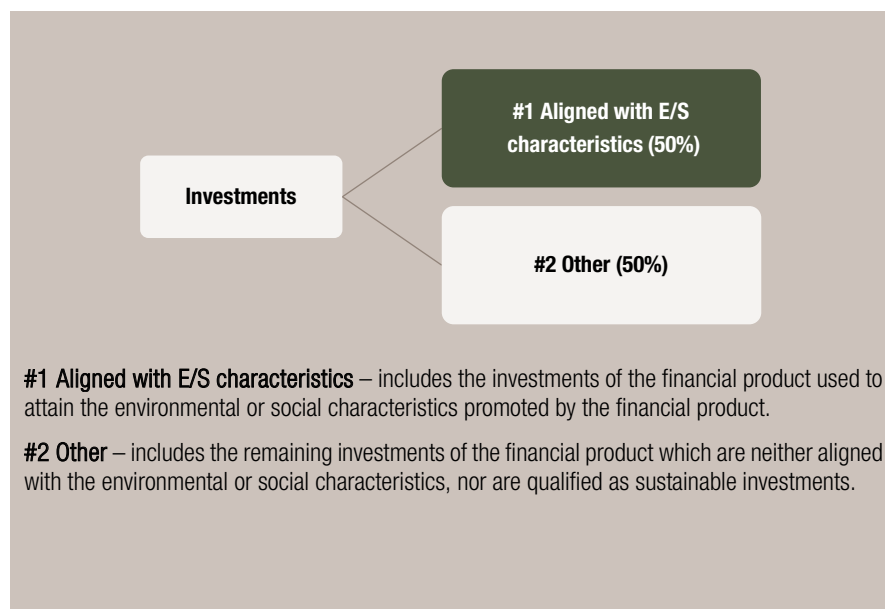 #1 Aligned with E/S
characteristics (50%)
Investments
#2 Other (50%)
#1 Aligned with E/S characteristics – includes the investments of the financial product used to
attain the environmental or social characteristics promoted by the financial product.
#2 Other – includes the remaining investments of the financial product which are neither aligned
with the environmental or social characteristics, nor are qualified as sustainable investments.